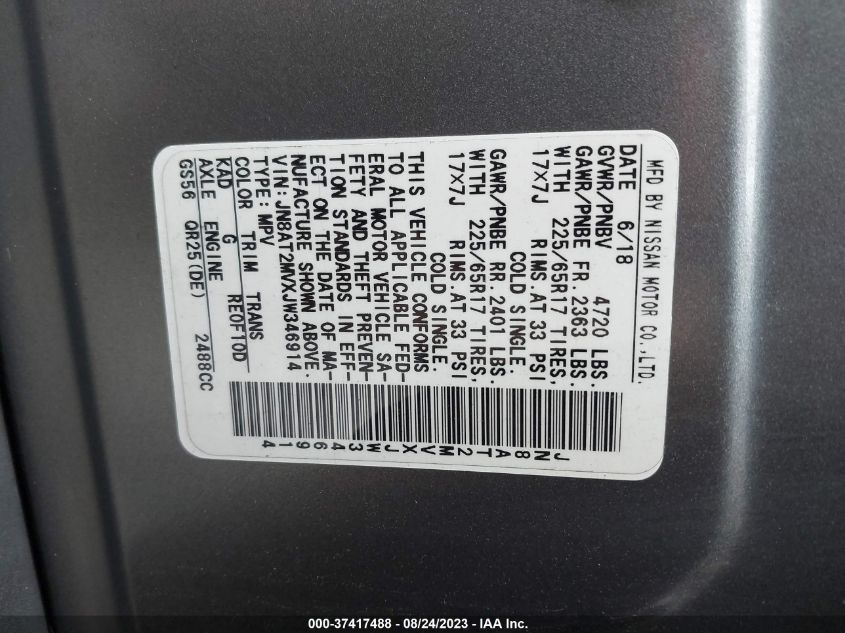 MFD BY NISSAN MOTOR CO.,LTD.
DATE 6/18
GVWR/PNBV 4720 LBS.
GAWR/PNBE FR. 2363 LBS.
WITH 225/65R17 TIRES,
17x7J RIMS.AT 33 PSI
COLD SINGLE.
GAWR/PNBE RR. 2401 LBS.
WITH 225/65R17 TIRES,
17x7J RIMS.AT 33 PSI
COLD SINGLE.
THIS VEHICLE CONFORMS
TO ALL APPLICABLE FED-
ERAL MOTOR VEHICLE SA-
FETY AND THEFT PREVEN-
TION STANDARDS IN EFF-
ECT ON THE DATE OF MA-
NUFACTURE SHOWN ABOVE.
VIN:JN8AT2MVXJW346914
TYPE:MPV
COLOR TRIM TRANS
KAD G RE0F10D
AXLE ENGINE
GS56 QR25(DE) 2488CC
JN8AT2MVXJW346914
000-37417488 - 08/24/2023 - IAA Inc.